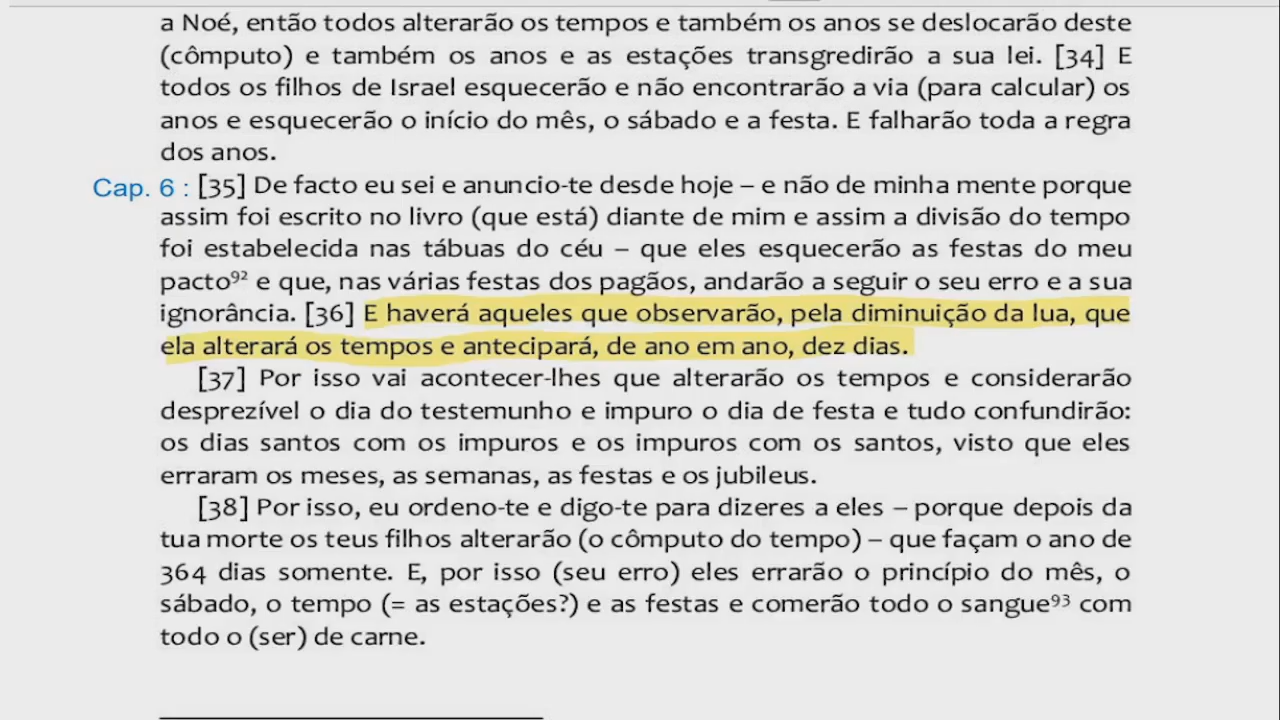 a Noé, então todos alterarão os tempos e também os anos se deslocarão deste
(cômputo) e também os anos e as estações transgredirão a sua lei. [34] E
todos os filhos de Israel esquecerão e não encontrarão a via (para calcular) os
anos e esquecerão o início do mês, o sábado e a festa. E falharão toda a regra
dos anos.
Cap. 6 : [35] De facto eu sei e anuncio-te desde hoje – e não de minha mente porque
assim foi escrito no livro (que está) diante de mim e assim a divisão do tempo
foi estabelecida nas tábuas do céu – que eles esquecerão as festas do meu
pacto⁹² e que, nas várias festas dos pagãos, andarão a seguir o seu erro e a sua
ignorância. [36] E haverá aqueles que observarão, pela diminuição da lua, que
ela alterará os tempos e antecipará, de ano em ano, dez dias.
[37] Por isso vai acontecer-lhes que alterarão os tempos e considerarão
desprezível o dia do testemunho e impuro o dia de festa e tudo confundirão:
os dias santos com os impuros e os impuros com os santos, visto que eles
erraram os meses, as semanas, as festas e os jubileus.
[38] Por isso, eu ordeno-te e digo-te para dizeres a eles – porque depois da
tua morte os teus filhos alterarão (o cômputo do tempo) – que façam o ano de
364 dias somente. E, por isso (seu erro) eles errarão o princípio do mês, o
sábado, o tempo (= as estações?) e as festas e comerão todo o sangue⁹³ com
todo o (ser) de carne.